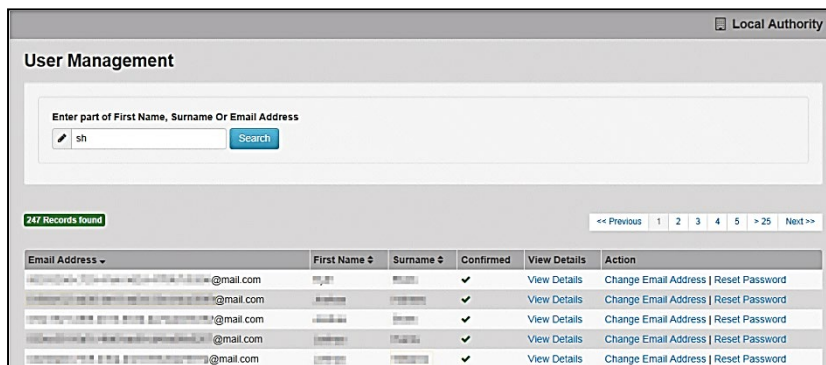 Local Authority
User Management
Enter part of First Name, Surname Or Email Address
sh Search
247 Records found << Previous 1 2 3 4 5 > 25 Next >>
Email Address First Name Surname Confirmed View Details Action
@mail.com View Details Change Email Address | Reset Password
@mail.com View Details Change Email Address | Reset Password
@mail.com View Details Change Email Address | Reset Password
@mail.com View Details Change Email Address | Reset Password
@mail.com View Details Change Email Address | Reset Password